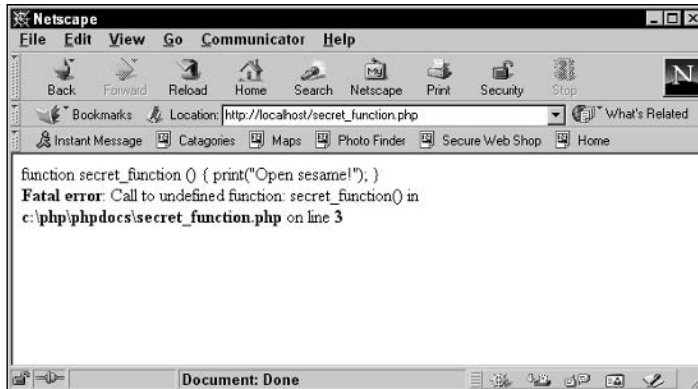 Netscape
File Edit View Go Communicator Help
Back Forward Reload Home Search Netscape Print Security Stop
My
N
Bookmarks Location: http://localhost/secret_function.php What's Related
Instant Message Catagories Maps Photo Finder Secure Web Shop Home
function secret_function () { print("Open sesame!"); }
Fatal error: Call to undefined function: secret_function() in
c:\php\phpdocs\secret_function.php on line 3
Document: Done